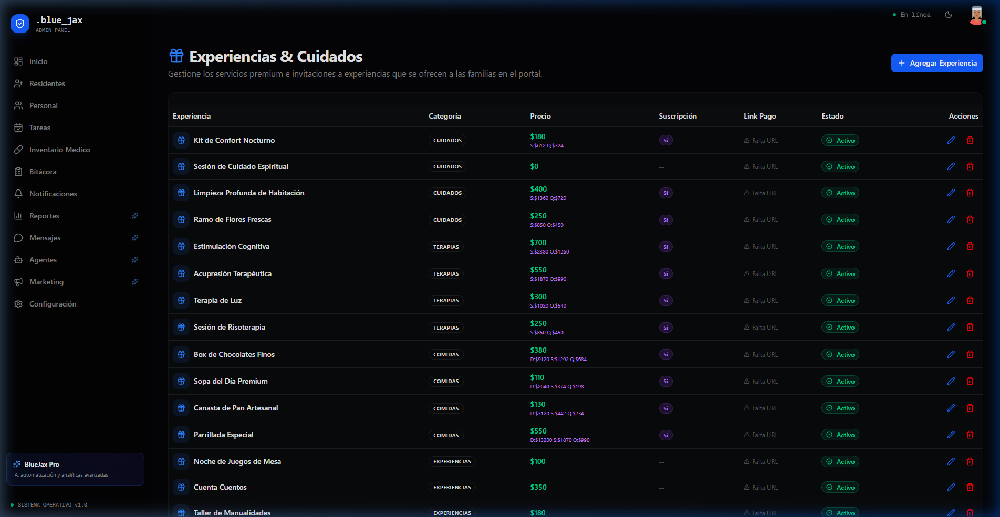 .blue_jax
ADMIN PANEL
Inicio
Residentes
Personal
Tareas
Inventario Medico
Bitácora
Notificaciones
Reportes
Mensajes
Agentes
Marketing
Configuración
BlueJax Pro
IA, automatización y analíticas avanzadas
SISTEMA OPERATIVO v1.0
En línea
Experiencias & Cuidados
Gestione los servicios premium e invitaciones a experiencias que se ofrecen a las familias en el portal.
+ Agregar Experiencia
Experiencia Categoría Precio Suscripción Link Pago Estado Acciones
Kit de Confort Nocturno CUIDADOS $180 Sí Falta URL Activo
S:$612 Q:$324
Sesión de Cuidado Espiritual CUIDADOS $0 — Falta URL Activo
Limpieza Profunda de Habitación CUIDADOS $400 Sí Falta URL Activo
S:$1360 Q:$720
Ramo de Flores Frescas CUIDADOS $250 Sí Falta URL Activo
S:$850 Q:$450
Estimulación Cognitiva TERAPIAS $700 Sí Falta URL Activo
S:$2380 Q:$1260
Acupresión Terapéutica TERAPIAS $550 Sí Falta URL Activo
S:$1870 Q:$990
Terapia de Luz TERAPIAS $300 Sí Falta URL Activo
S:$1020 Q:$540
Sesión de Risoterapia TERAPIAS $250 Sí Falta URL Activo
S:$850 Q:$450
Box de Chocolates Finos COMIDAS $380 Sí Falta URL Activo
D:$9120 S:$1292 Q:$684
Sopa del Día Premium COMIDAS $110 Sí Falta URL Activo
D:$2640 S:$374 Q:$198
Canasta de Pan Artesanal COMIDAS $130 Sí Falta URL Activo
D:$3120 S:$442 Q:$234
Parrillada Especial COMIDAS $550 Sí Falta URL Activo
D:$13200 S:$1870 Q:$990
Noche de Juegos de Mesa EXPERIENCIAS $100 — Falta URL Activo
Cuenta Cuentos EXPERIENCIAS $350 — Falta URL Activo
Taller de Manualidades EXPERIENCIAS $180 — Falta URL Activo